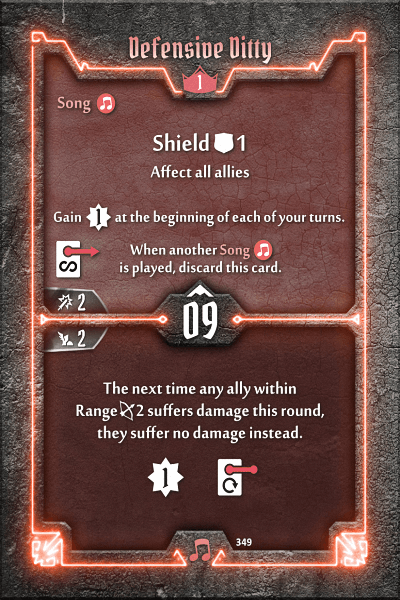 Defensive Ditty
1
Song
Shield 1
Affect all allies
Gain 1 at the beginning of each of your turns.
When another Song
is played, discard this card.
2
09
2
The next time any ally within
Range 2 suffers damage this round,
they suffer no damage instead.
1
349